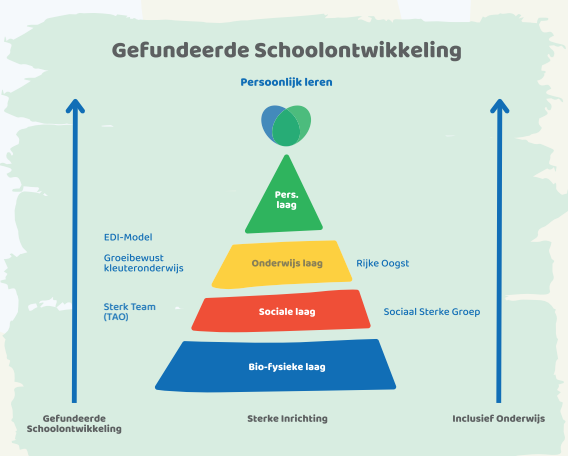 Gefundeerde Schoolontwikkeling
Persoonlijk leren
Pers.
laag
EDI-Model
Groeibewust
kleuteronderwijs
Onderwijs laag
Rijke Oogst
Sterk Team
(TAO)
Sociale laag
Sociaal Sterke Groep
Bio-fysieke laag
Gefundeerde
Schoolontwikkeling
Sterke Inrichting
Inclusief Onderwijs